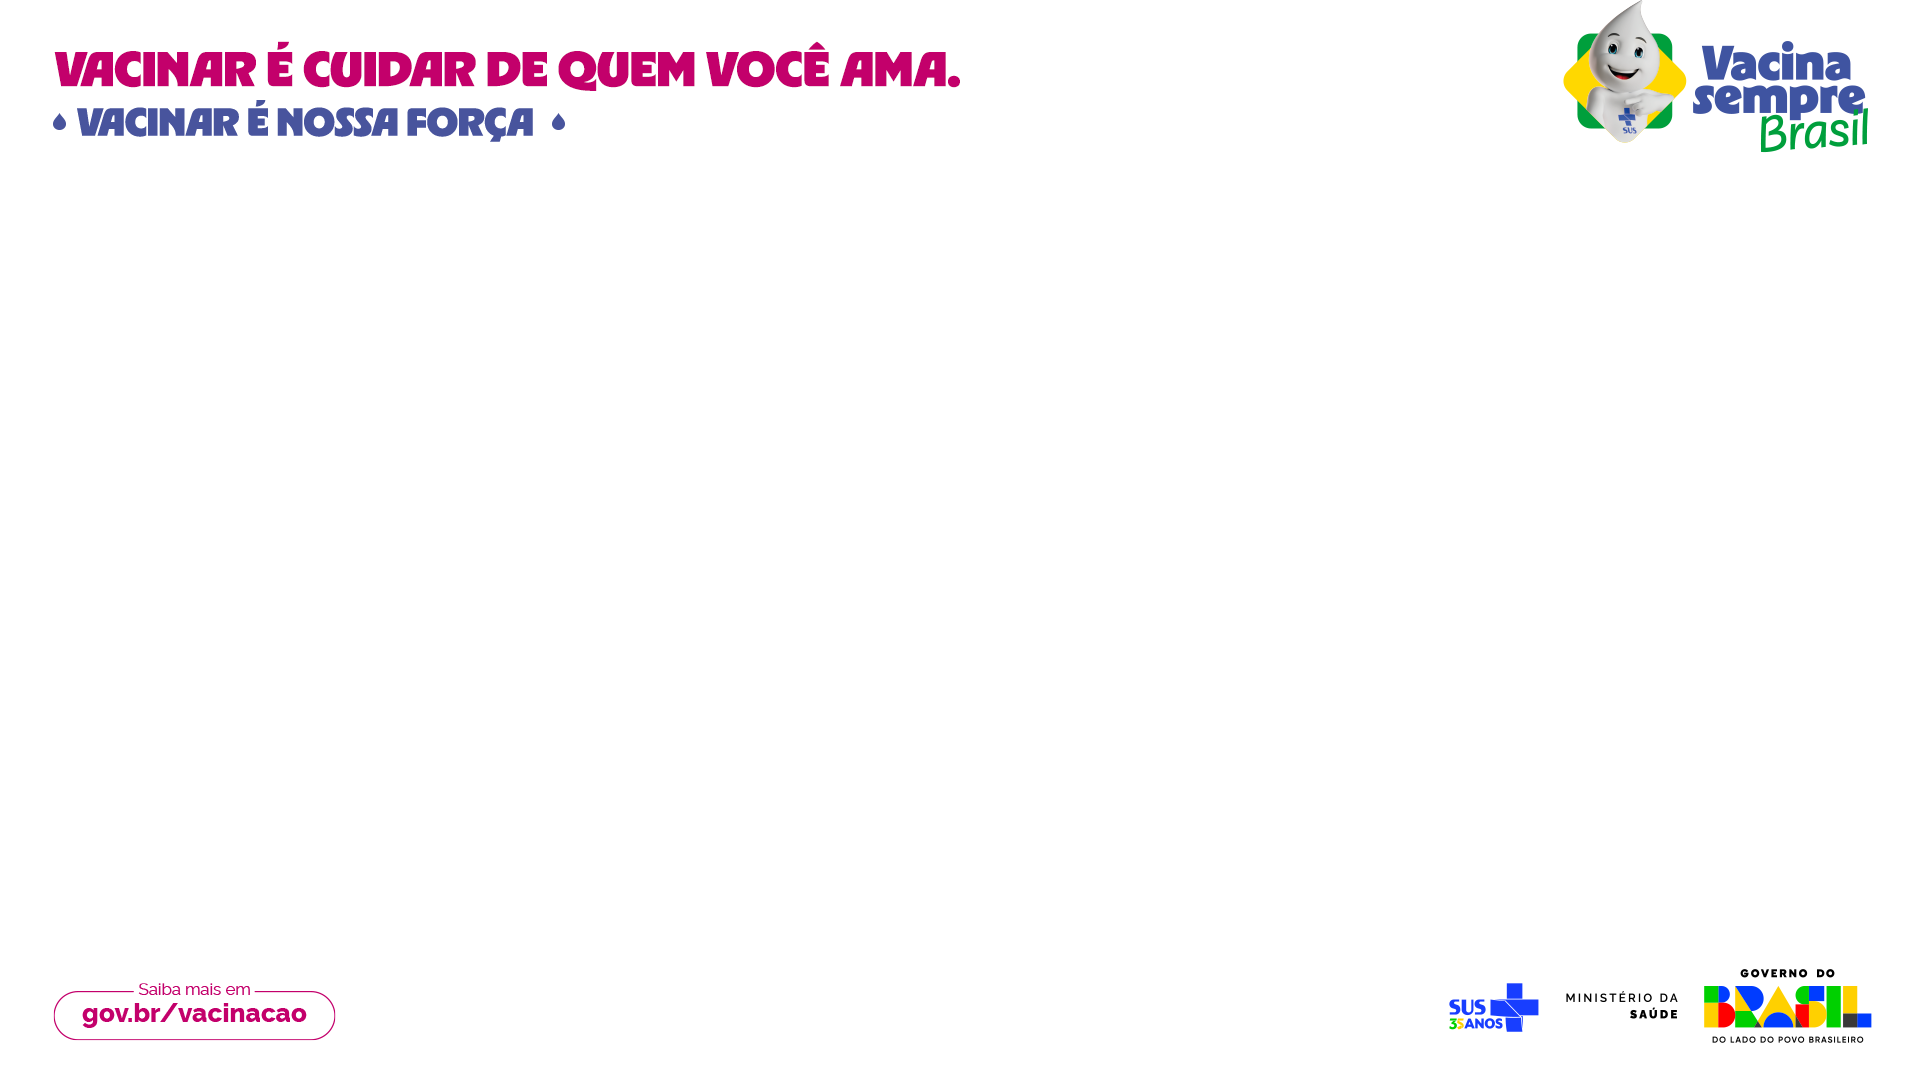 VACINAR É CUIDAR DE QUEM VOCÊ AMA.
VACINAR É NOSSA FORÇA
Vacina
sempre
Brasil
SUS
Saiba mais em
gov.br/vacinacao
SUS
35 ANOS
MINISTÉRIO DA
SAÚDE
GOVERNO DO
BRASIL
DO LADO DO POVO BRASILEIRO